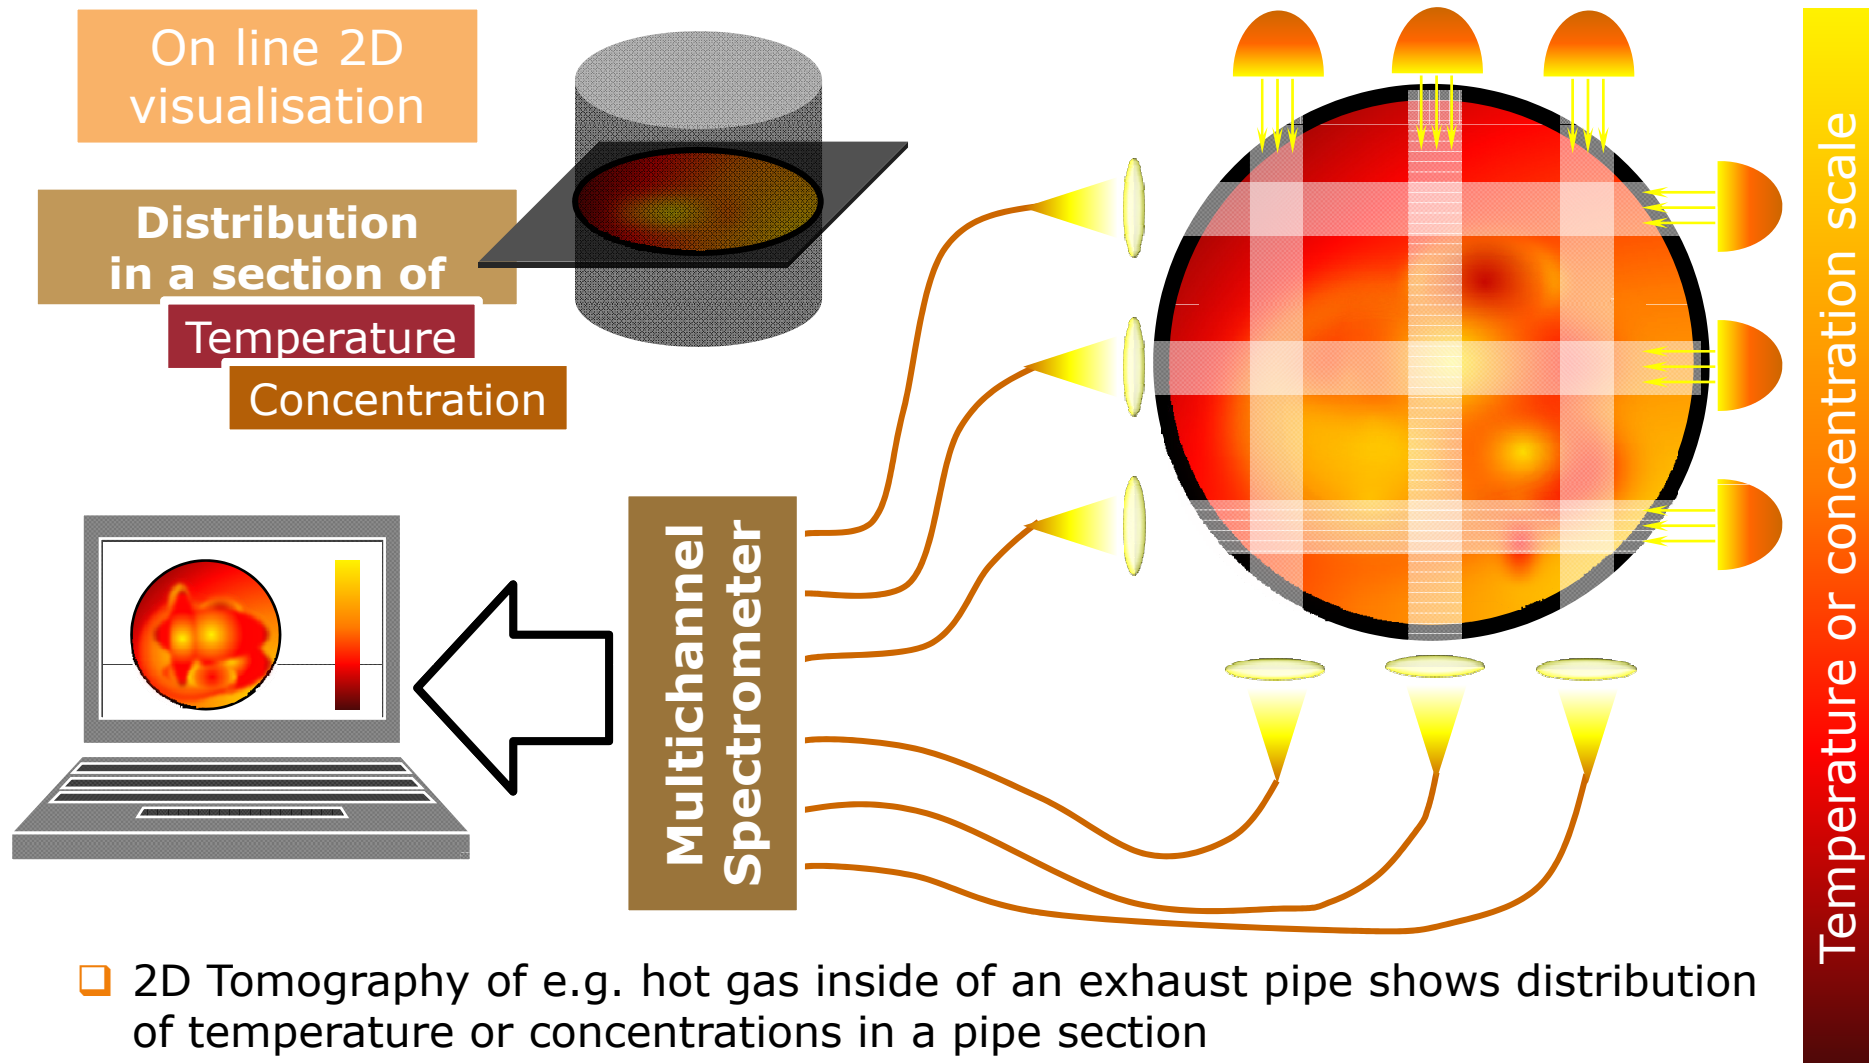 On line 2D
visualisation
Distribution
in a section of
Temperature
Concentration
Multichannel
Spectrometer
Temperature or concentration scale
2D Tomography of e.g. hot gas inside of an exhaust pipe shows distribution
of temperature or concentrations in a pipe section